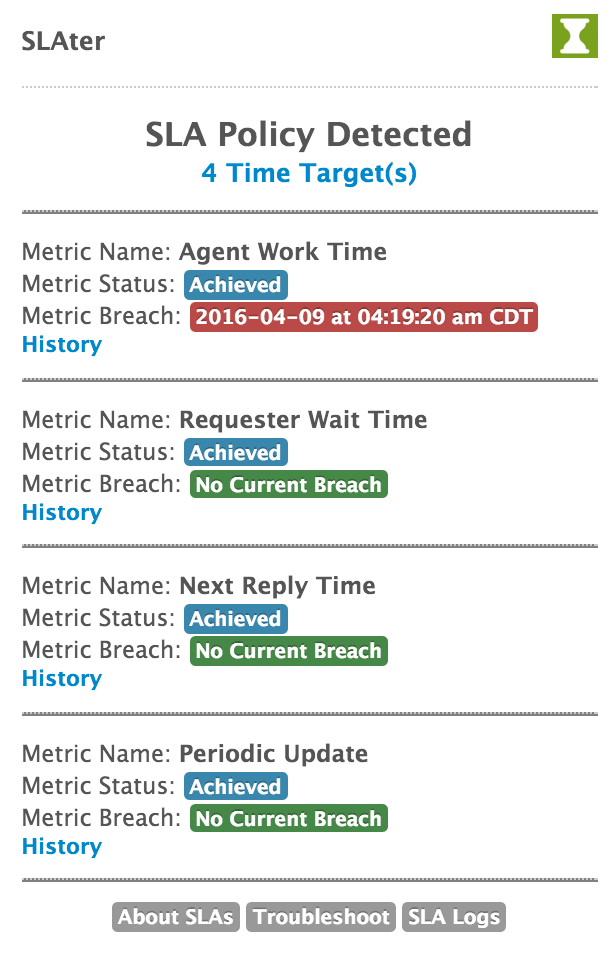 SLAter
SLA Policy Detected
4 Time Target(s)
Metric Name: Agent Work Time
Metric Status: Achieved
Metric Breach: 2016-04-09 at 04:19:20 am CDT
History
Metric Name: Requester Wait Time
Metric Status: Achieved
Metric Breach: No Current Breach
History
Metric Name: Next Reply Time
Metric Status: Achieved
Metric Breach: No Current Breach
History
Metric Name: Periodic Update
Metric Status: Achieved
Metric Breach: No Current Breach
History
About SLAs Troubleshoot SLA Logs